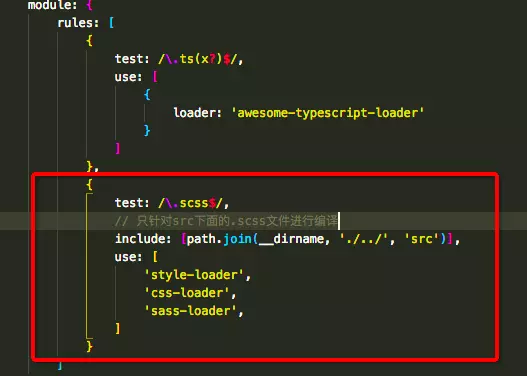 module: {
rules: [
{
test: /\.ts(x?)$/,
use: [
{
loader: 'awesome-typescript-loader'
}
]
},
{
test: /\.scss$/,
// 只针对src下面的.scss文件进行编译
include: [path.join(__dirname, './../', 'src')],
use: [
'style-loader',
'css-loader',
'sass-loader',
]
}
]